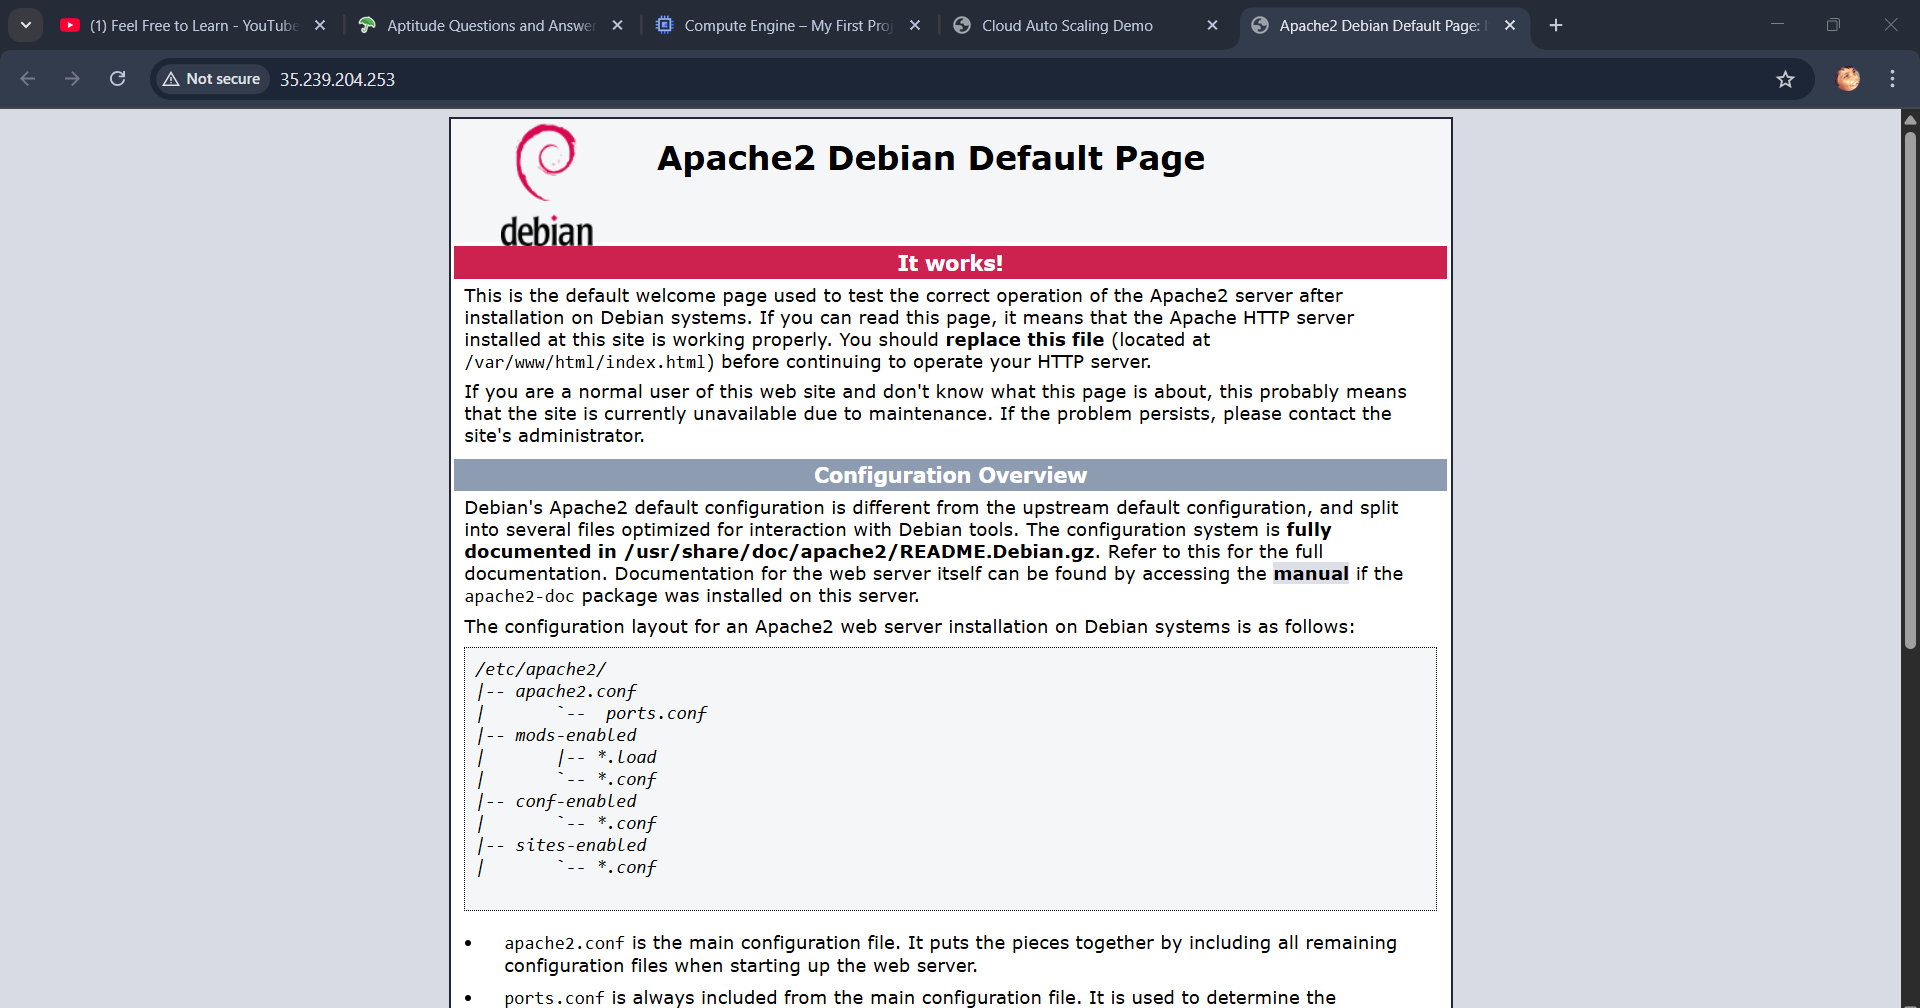 (1) Feel Free to Learn - YouTube
Aptitude Questions and Answer
Compute Engine – My First Proj
Cloud Auto Scaling Demo
Apache2 Debian Default Page:
Not secure
35.239.204.253
debian
Apache2 Debian Default Page
It works!
This is the default welcome page used to test the correct operation of the Apache2 server after
installation on Debian systems. If you can read this page, it means that the Apache HTTP server
installed at this site is working properly. You should replace this file (located at
/var/www/html/index.html) before continuing to operate your HTTP server.
If you are a normal user of this web site and don't know what this page is about, this probably means
that the site is currently unavailable due to maintenance. If the problem persists, please contact the
site's administrator.
Configuration Overview
Debian's Apache2 default configuration is different from the upstream default configuration, and split
into several files optimized for interaction with Debian tools. The configuration system is fully
documented in /usr/share/doc/apache2/README.Debian.gz. Refer to this for the full
documentation. Documentation for the web server itself can be found by accessing the manual if the
apache2-doc package was installed on this server.
The configuration layout for an Apache2 web server installation on Debian systems is as follows:
/etc/apache2/
|-- apache2.conf
|       `--  ports.conf
|-- mods-enabled
|       |-- *.load
|       `-- *.conf
|-- conf-enabled
|       `-- *.conf
|-- sites-enabled
|       `-- *.conf
• apache2.conf is the main configuration file. It puts the pieces together by including all remaining
configuration files when starting up the web server.
• ports.conf is always included from the main configuration file. It is used to determine the